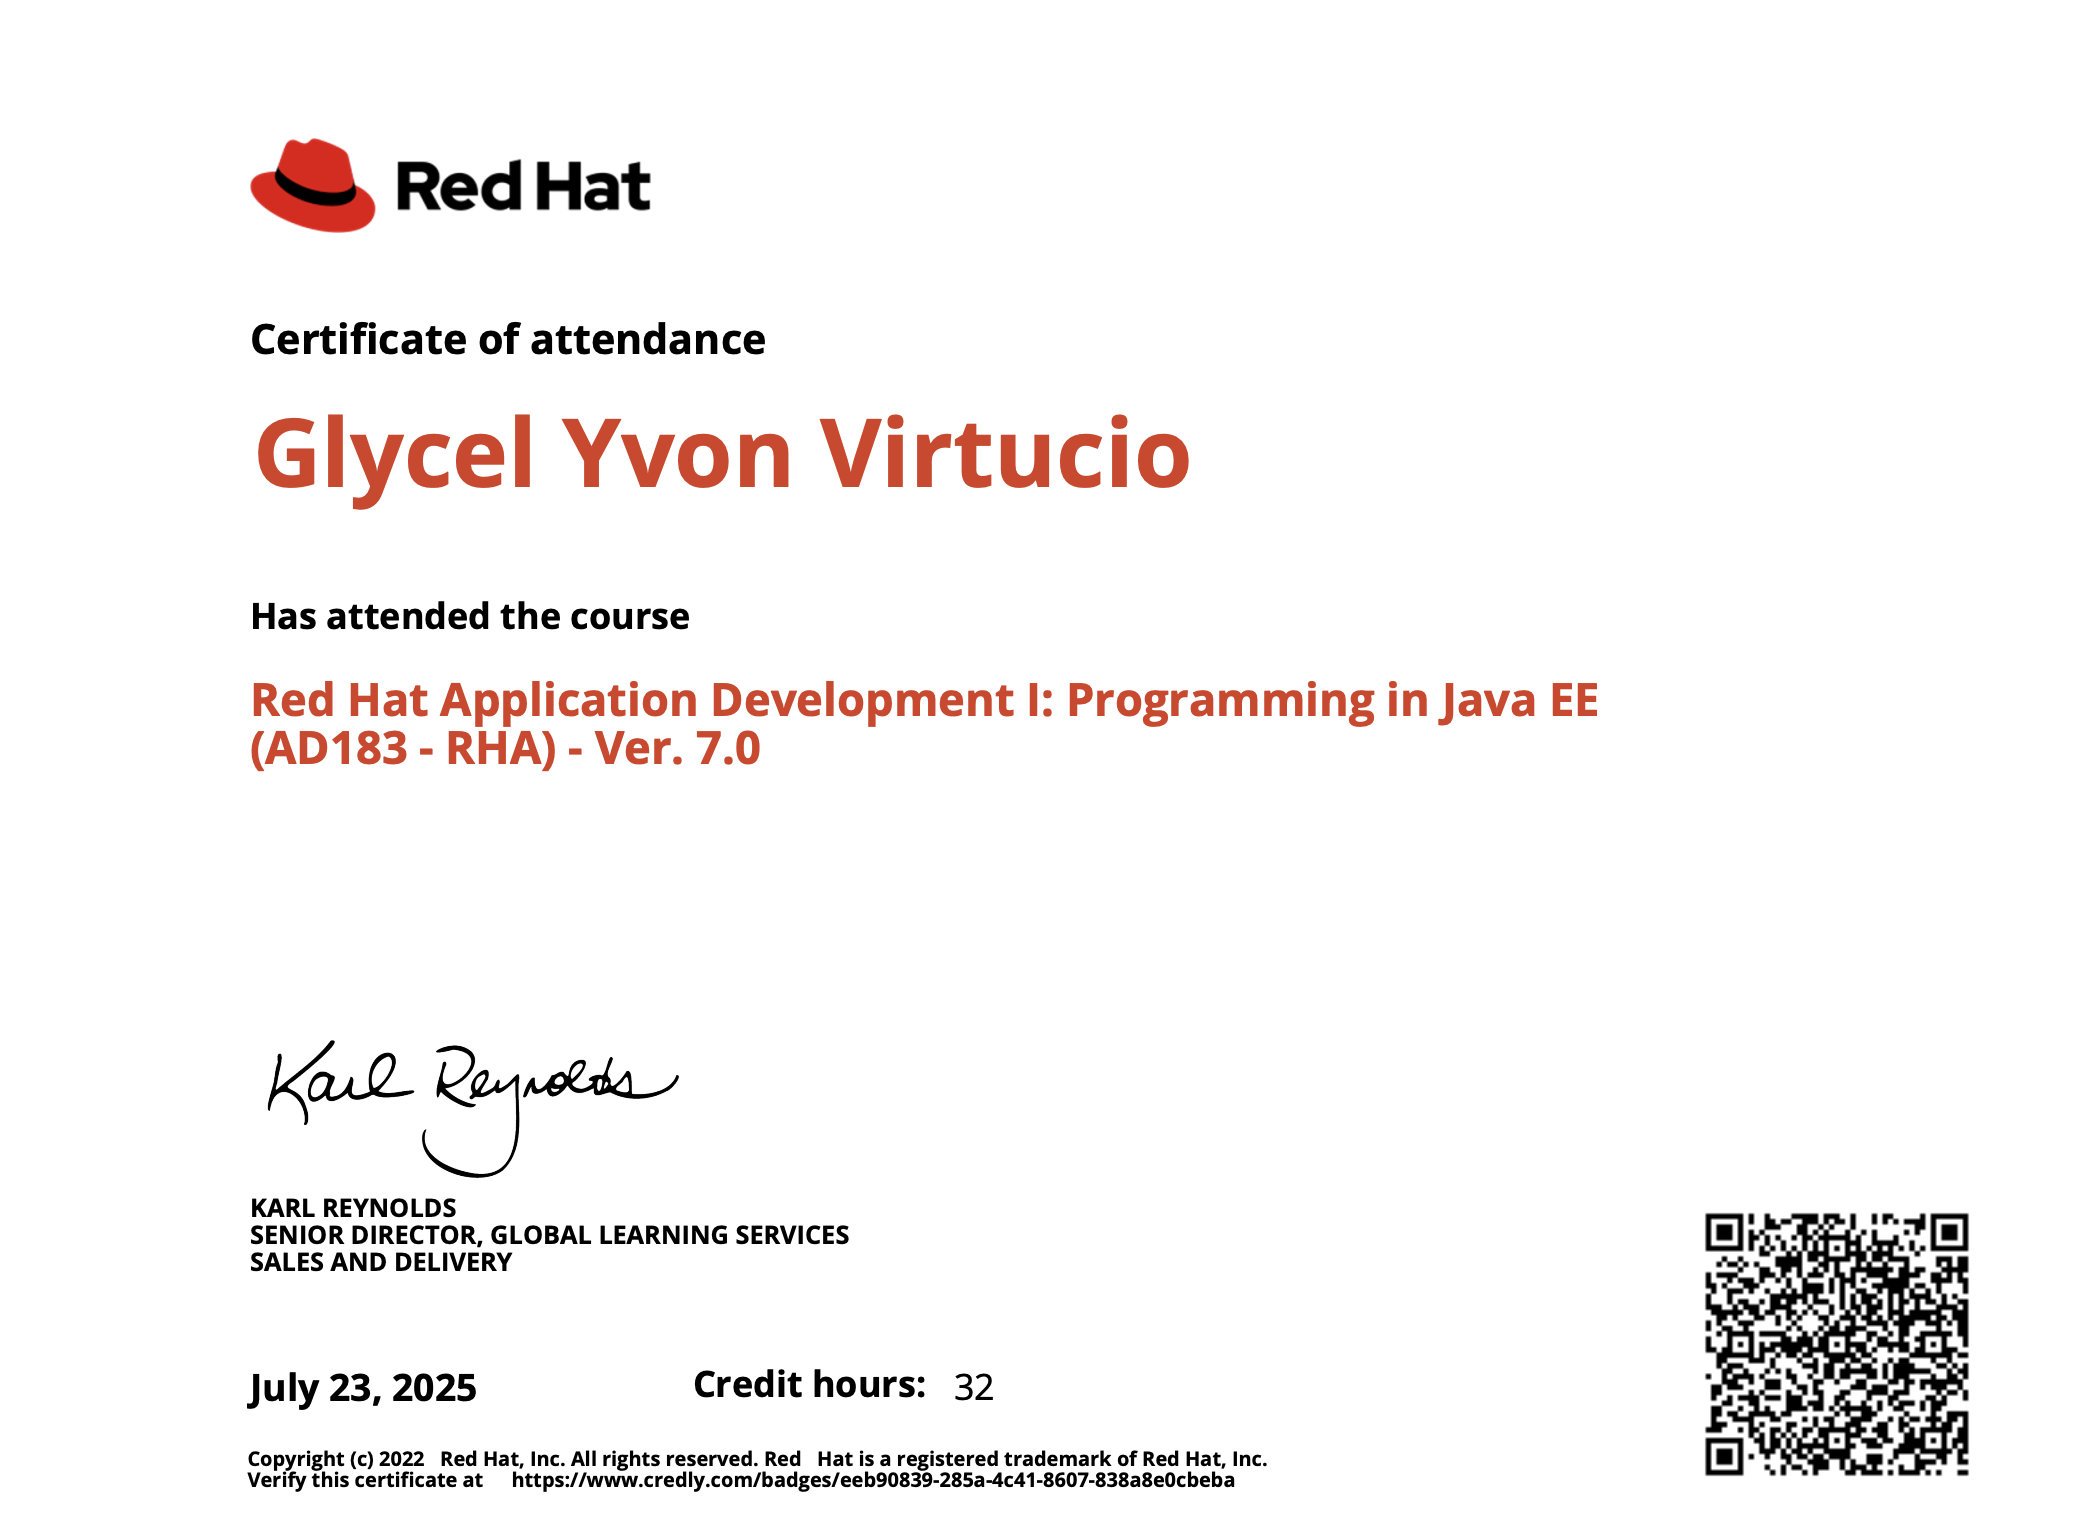 Red Hat
Certificate of attendance
Glycel Yvon Virtucio
Has attended the course
Red Hat Application Development I: Programming in Java EE
(AD183 - RHA) - Ver. 7.0
Karl Reynolds
KARL REYNOLDS
SENIOR DIRECTOR, GLOBAL LEARNING SERVICES
SALES AND DELIVERY
July 23, 2025 Credit hours: 32
Copyright (c) 2022 Red Hat, Inc. All rights reserved. Red Hat is a registered trademark of Red Hat, Inc.
Verify this certificate at https://www.credly.com/badges/eeb90839-285a-4c41-8607-838a8e0cbeba